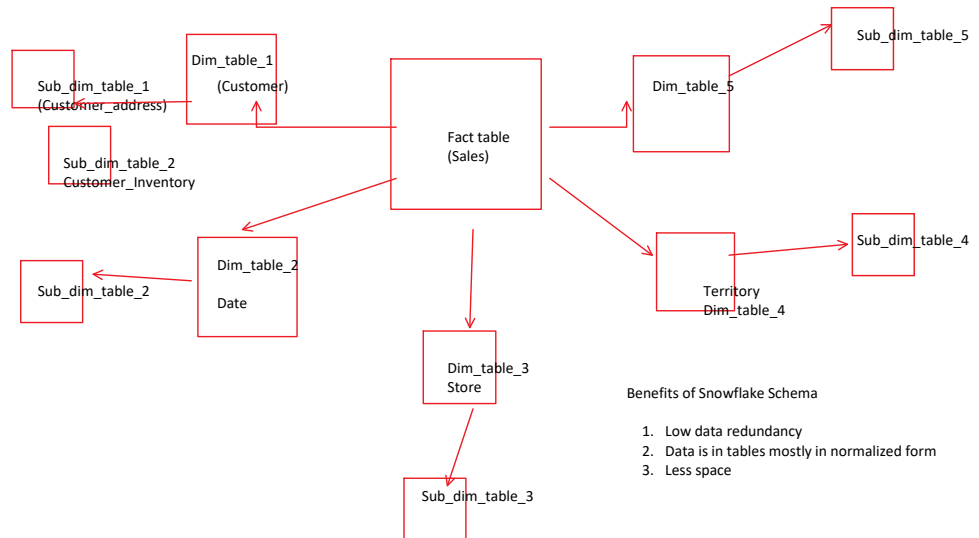 Sub_dim_table_1
(Customer_address)
Sub_dim_table_2
Customer_Inventory
Dim_table_1
(Customer)
Fact table
(Sales)
Dim_table_5
Sub_dim_table_5
Sub_dim_table_2
Dim_table_2
Date
Dim_table_3
Store
Sub_dim_table_3
Territory
Dim_table_4
Sub_dim_table_4
Benefits of Snowflake Schema
1. Low data redundancy
2. Data is in tables mostly in normalized form
3. Less space